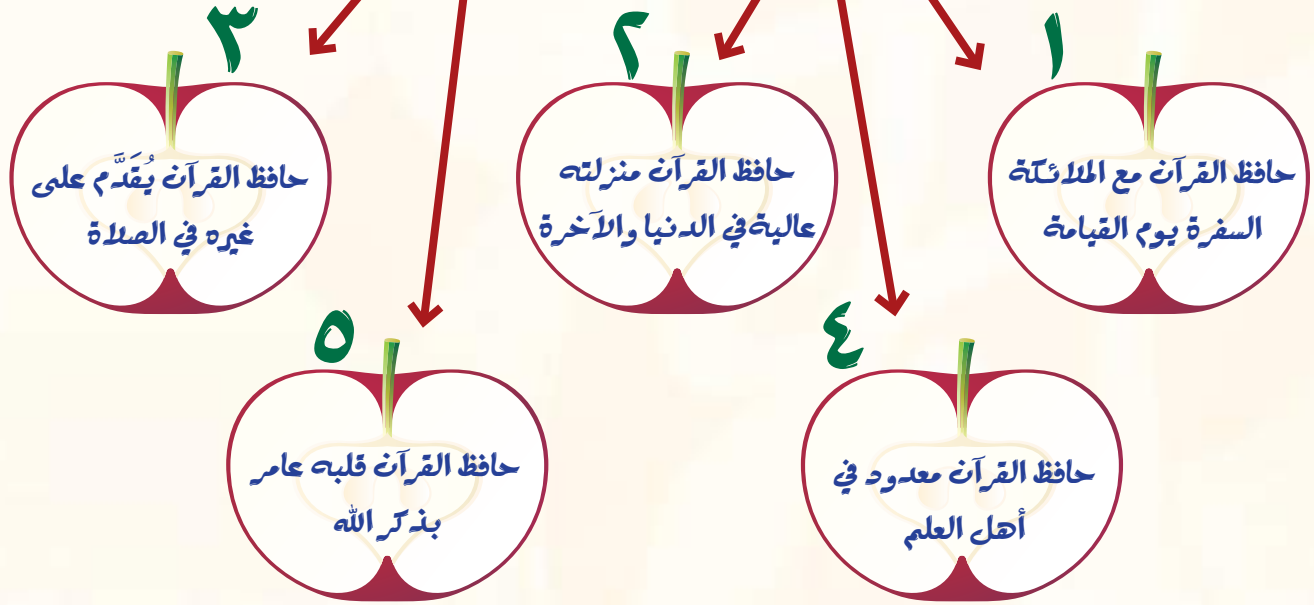 ١
حافظ القرآن مع الملائكة
السفرة يوم القيامة
٢
حافظ القرآن منزلته
عالية في الدنيا والآخرة
٣
حافظ القرآن يُقَدَّم على
غيره في الصلاة
٤
حافظ القرآن معدود في
أهل العلم
٥
حافظ القرآن قلبه عامر
بذكر الله